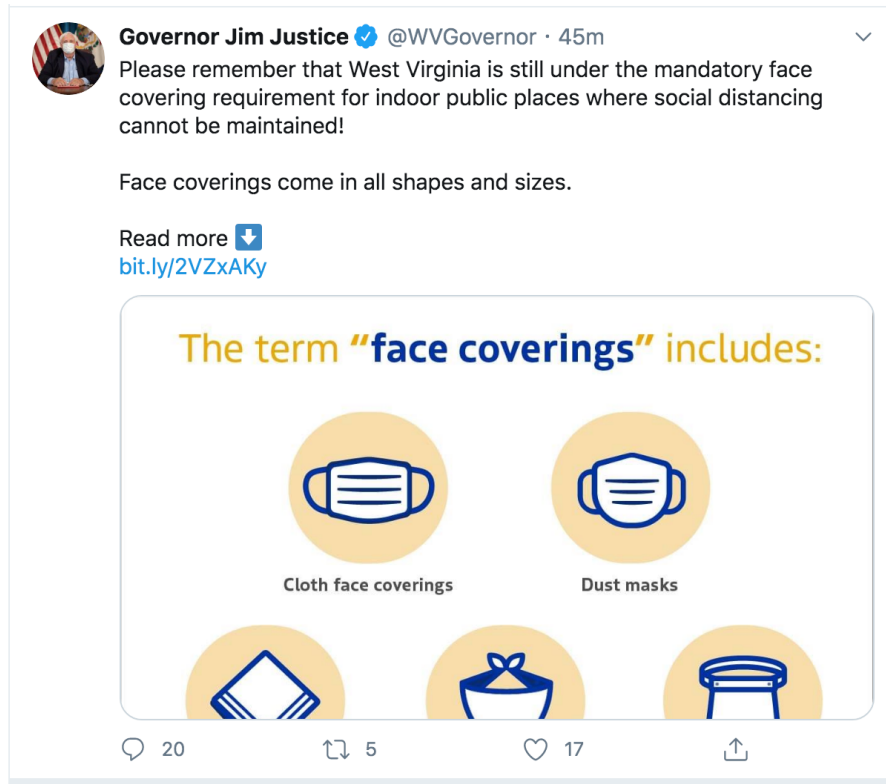 Governor Jim Justice @WVGovernor · 45m
Please remember that West Virginia is still under the mandatory face
covering requirement for indoor public places where social distancing
cannot be maintained!
Face coverings come in all shapes and sizes.
Read more ⬇️
bit.ly/2VZxAKy
The term “face coverings” includes:
Cloth face coverings
Dust masks
20
5
17